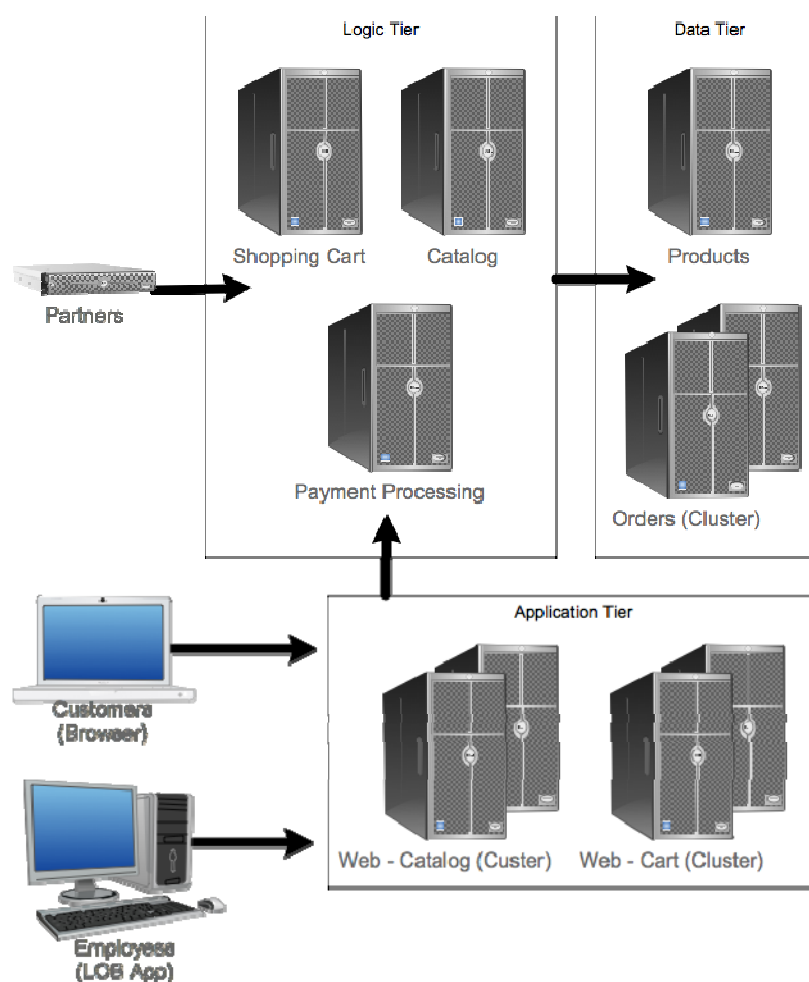 Logic Tier
Data Tier
Shopping Cart
Catalog
Products
Partners
Payment Processing
Orders (Cluster)
Application Tier
Customers
(Browser)
Web - Catalog (Custer)
Web - Cart (Cluster)
Employees
(LOB App)